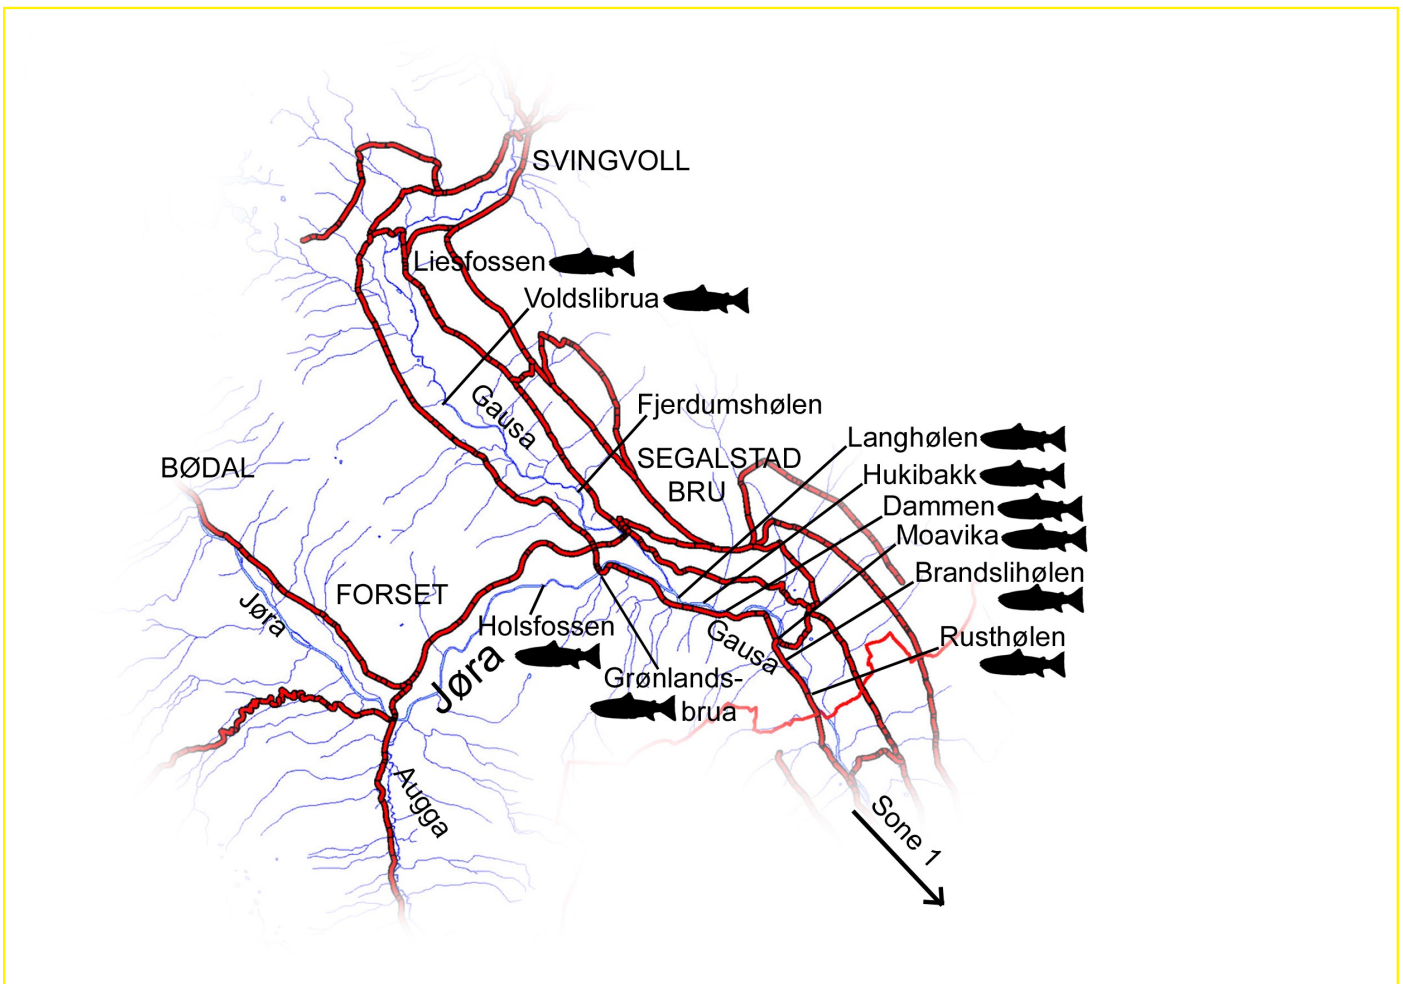 SVINGVOLL
Liesfossen
Voldslibrua
Gausa
Fjerdumshølen
SEGALSTAD
BRU
Langhølen
Hukibakk
Dammen
Moavika
Brandslihølen
Rusthølen
BØDAL
FORSET
Jøra
Holsfossen
Jøra
Grønlands-
brua
Gausa
Augga
Sone 1